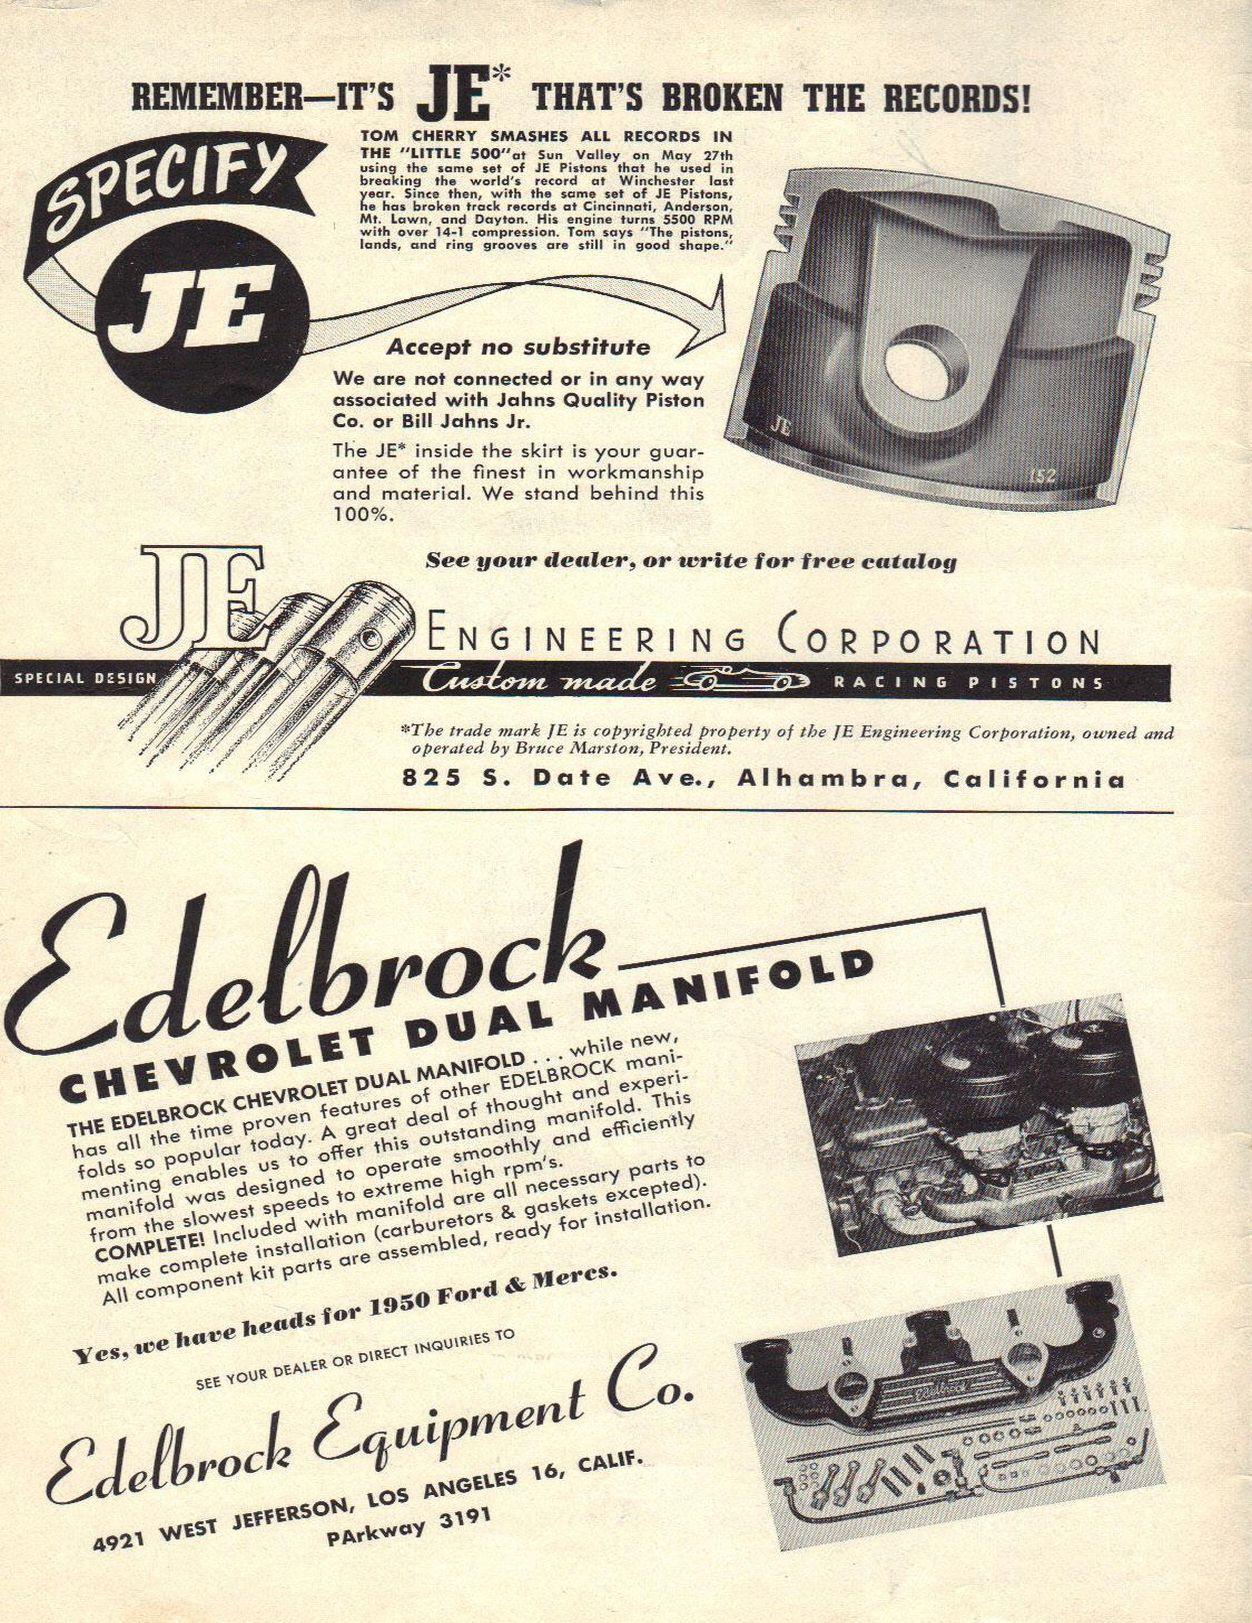 REMEMBER—IT'S JE* THAT'S BROKEN THE RECORDS!
SPECIFY
JE
TOM CHERRY SMASHES ALL RECORDS IN
THE "LITTLE 500" at Sun Valley on May 27th
using the same set of JE Pistons that he used in
breaking the world's record at Winchester last
year. Since then, with the same set of JE Pistons,
he has broken track records at Cincinnati, Anderson,
Mt. Lawn, and Dayton. His engine turns 5500 RPM
with over 14-1 compression. Tom says "The pistons,
lands, and ring grooves are still in good shape."
Accept no substitute
We are not connected or in any way
associated with Jahns Quality Piston
Co. or Bill Jahns Jr.
The JE* inside the skirt is your guar-
antee of the finest in workmanship
and material. We stand behind this
100%.
JE
152
See your dealer, or write for free catalog
JE ENGINEERING CORPORATION
SPECIAL DESIGN Custom made RACING PISTONS
*The trade mark JE is copyrighted property of the JE Engineering Corporation, owned and
operated by Bruce Marston, President.
825 S. Date Ave., Alhambra, California
Edelbrock
CHEVROLET DUAL MANIFOLD
THE EDELBROCK CHEVROLET DUAL MANIFOLD . . . while new,
has all the time proven features of other EDELBROCK mani-
folds so popular today. A great deal of thought and experi-
menting enables us to offer this outstanding manifold. This
manifold was designed to operate smoothly and efficiently
from the slowest speeds to extreme high rpm's.
COMPLETE! Included with manifold are all necessary parts to
make complete installation (carburetors & gaskets excepted).
All component kit parts are assembled, ready for installation.
Yes, we have heads for 1950 Ford & Mercs.
SEE YOUR DEALER OR DIRECT INQUIRIES TO
Edelbrock
Edelbrock Equipment Co.
4921 WEST JEFFERSON, LOS ANGELES 16, CALIF.
PArkway 3191